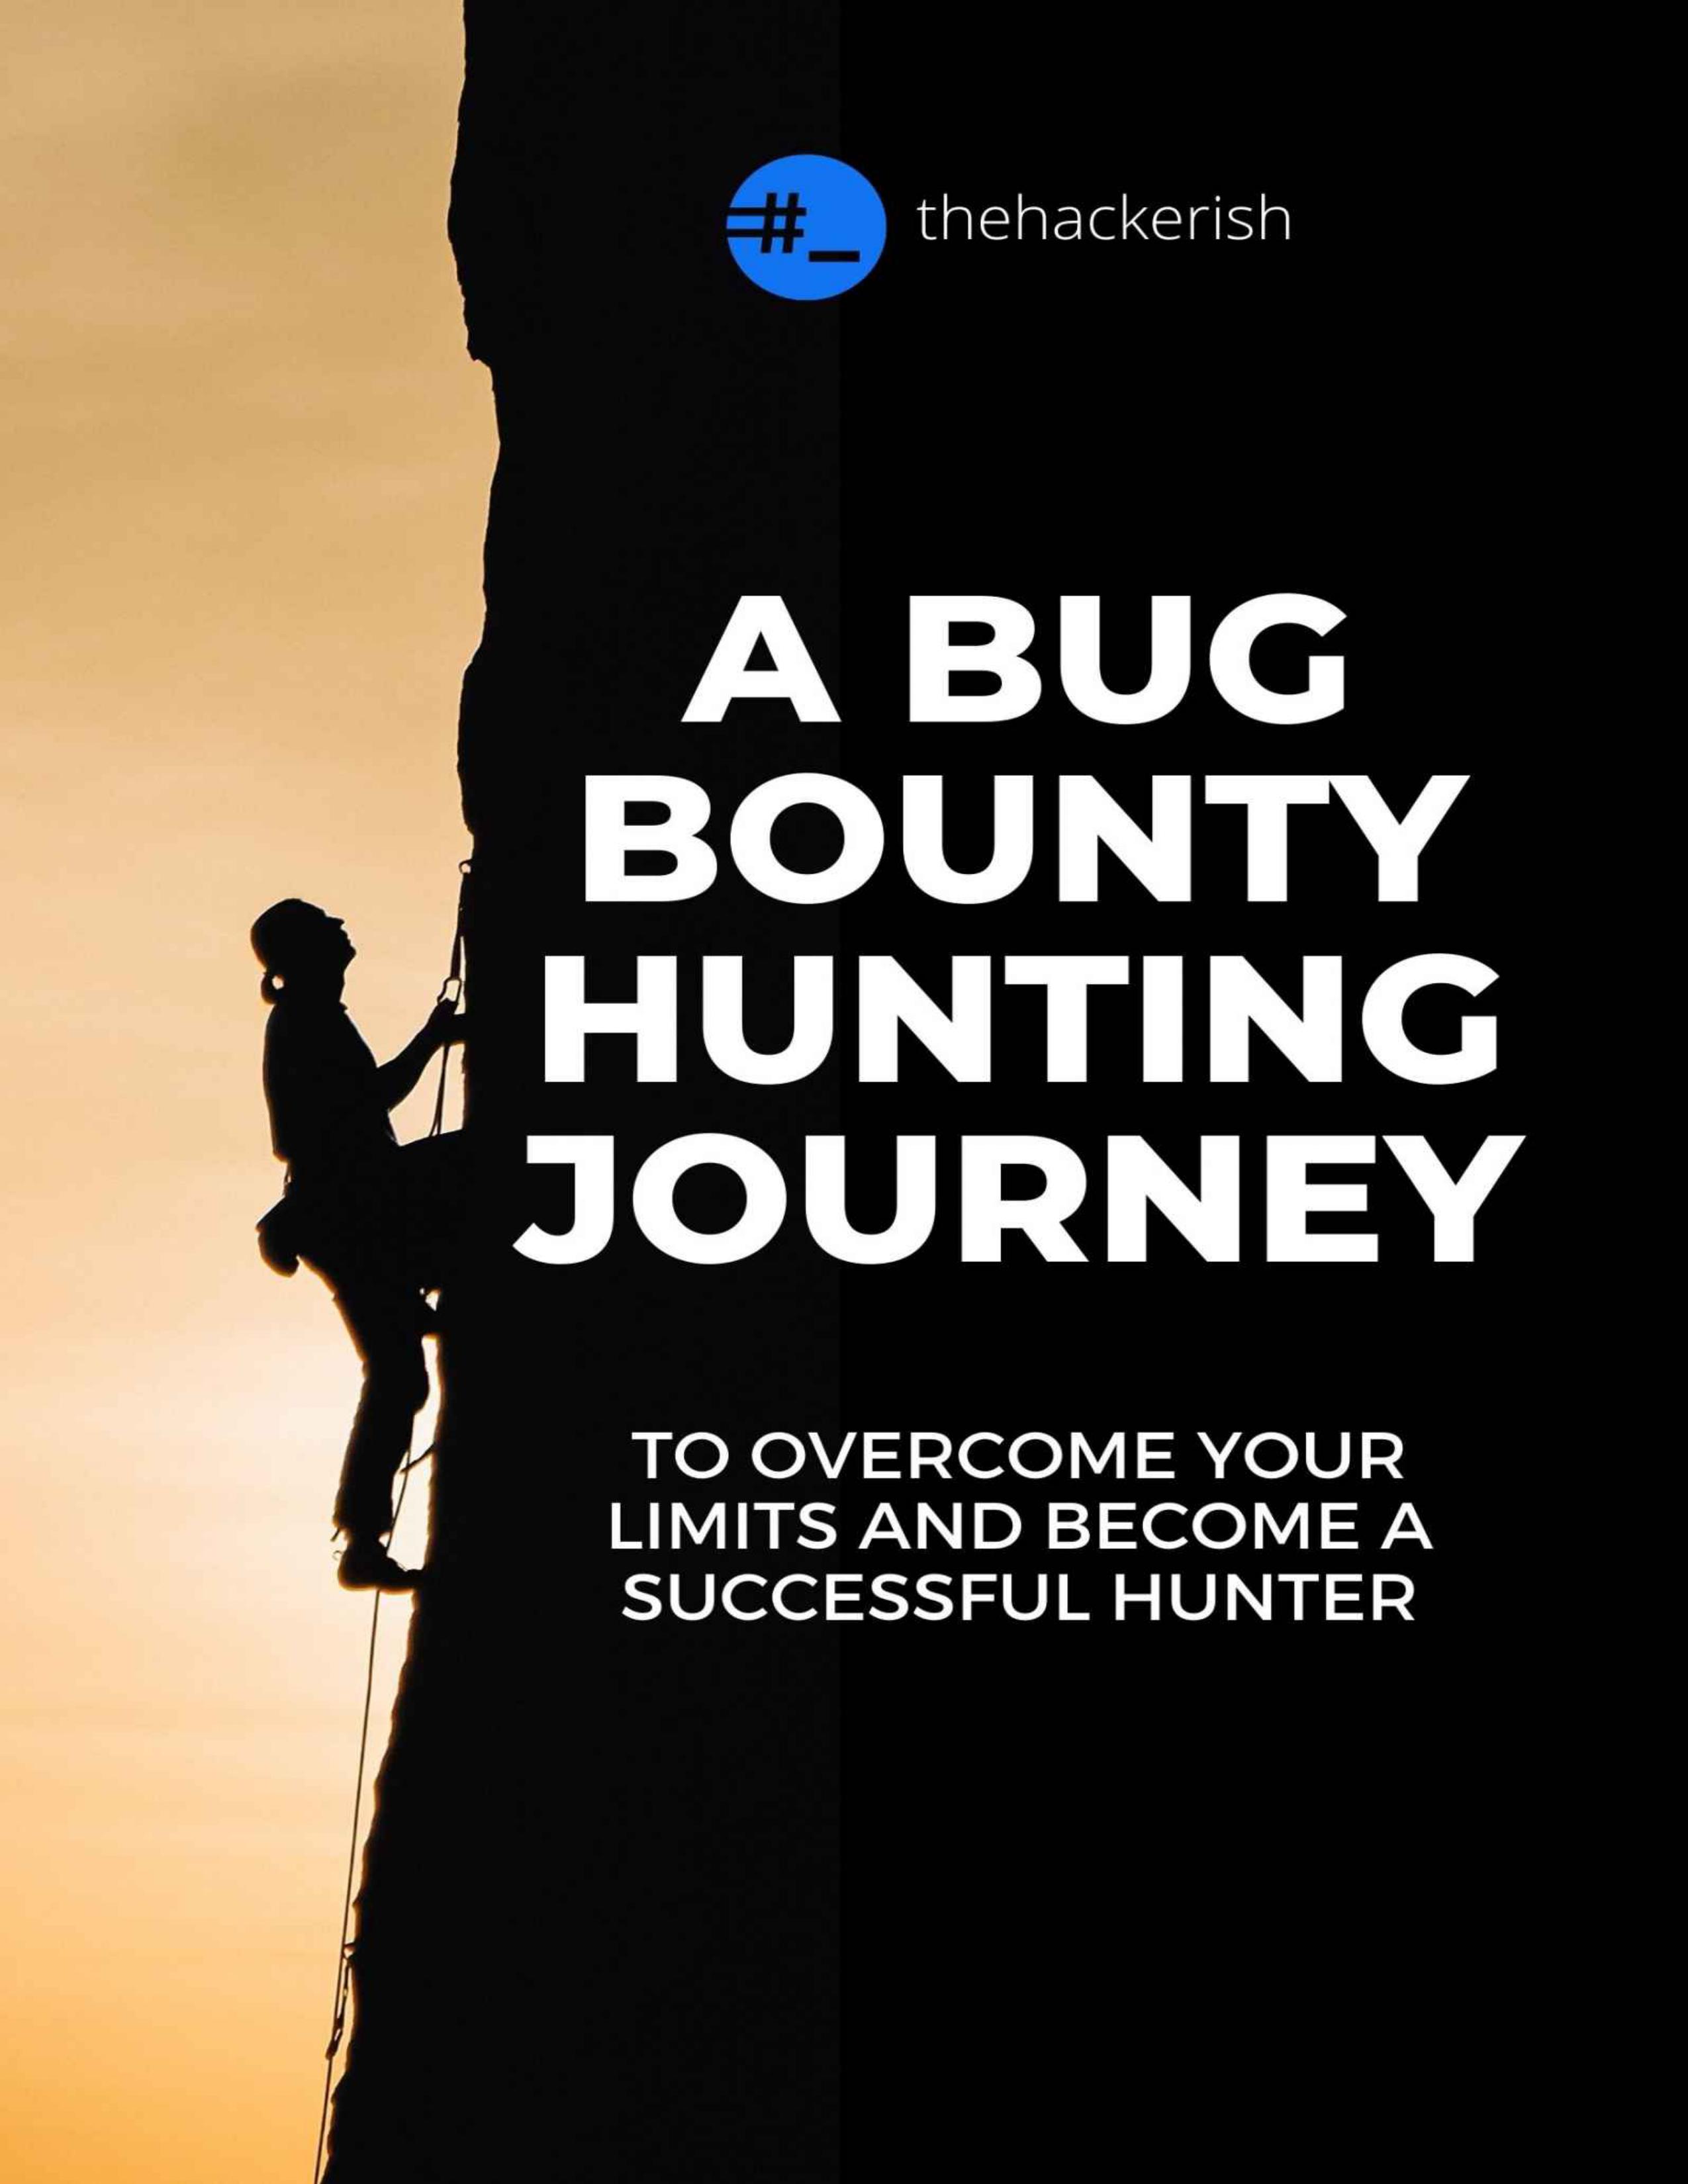 #_ thehackerish
A BUG
BOUNTY
HUNTING
JOURNEY
TO OVERCOME YOUR
LIMITS AND BECOME A
SUCCESSFUL HUNTER